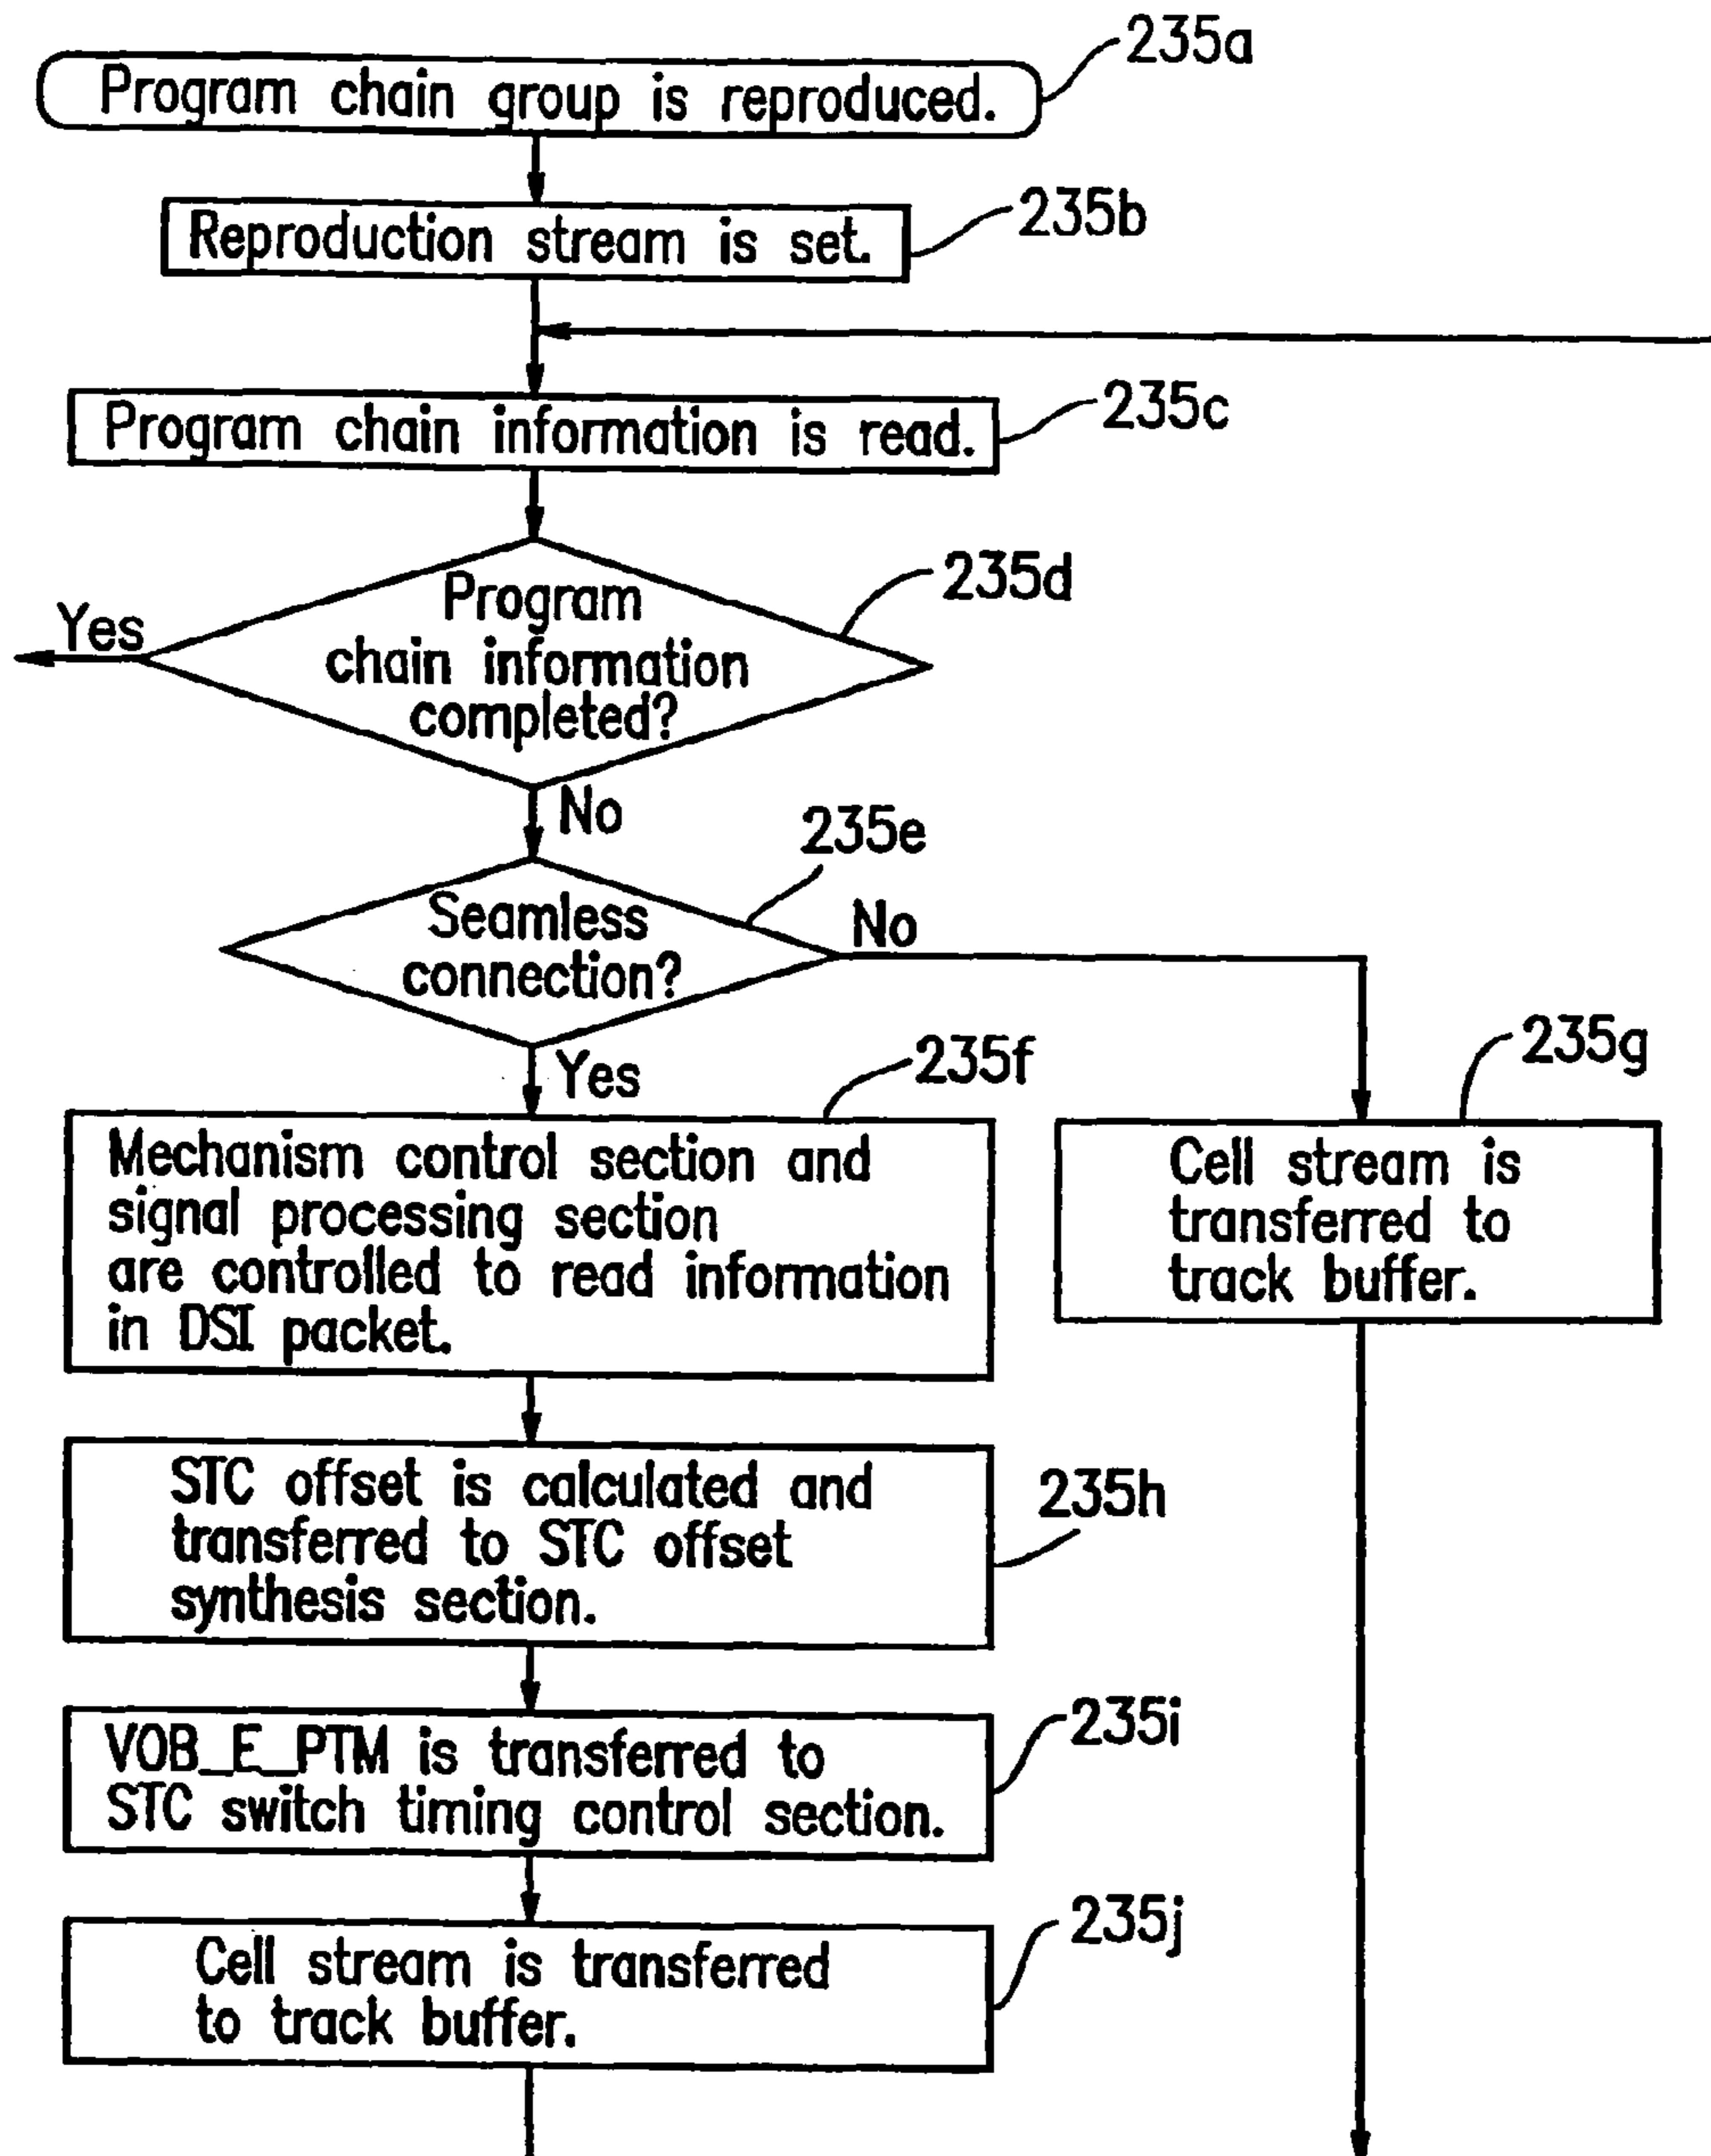 235a
Program chain group is reproduced.
235b
Reproduction stream is set.
235c
Program chain information is read.
235d
Program
chain information
completed?
Yes
No
235e
Seamless
connection?
No
Yes
235f
Mechanism control section and
signal processing section
are controlled to read information
in DSI packet.
235g
Cell stream is
transferred to
track buffer.
235h
STC offset is calculated and
transferred to STC offset
synthesis section.
235i
VOB_E_PTM is transferred to
STC switch timing control section.
235j
Cell stream is transferred
to track buffer.